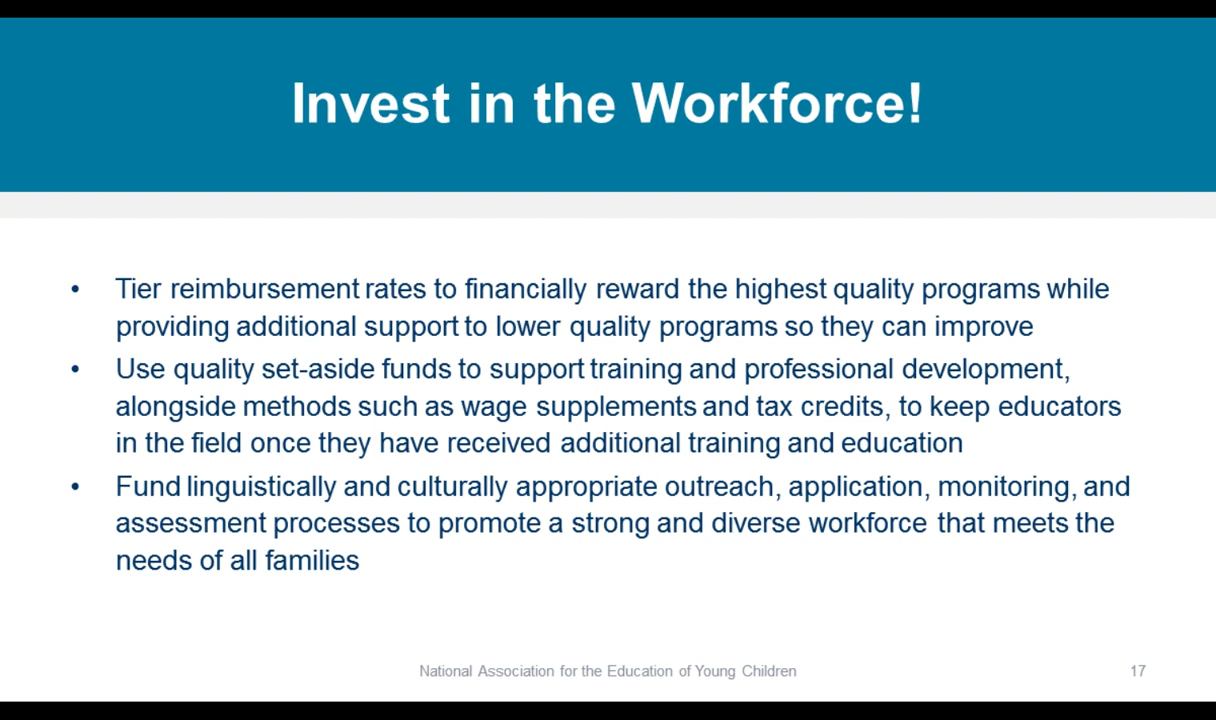 Invest in the Workforce!
• Tier reimbursement rates to financially reward the highest quality programs while
providing additional support to lower quality programs so they can improve
• Use quality set-aside funds to support training and professional development,
alongside methods such as wage supplements and tax credits, to keep educators
in the field once they have received additional training and education
• Fund linguistically and culturally appropriate outreach, application, monitoring, and
assessment processes to promote a strong and diverse workforce that meets the
needs of all families
National Association for the Education of Young Children 17